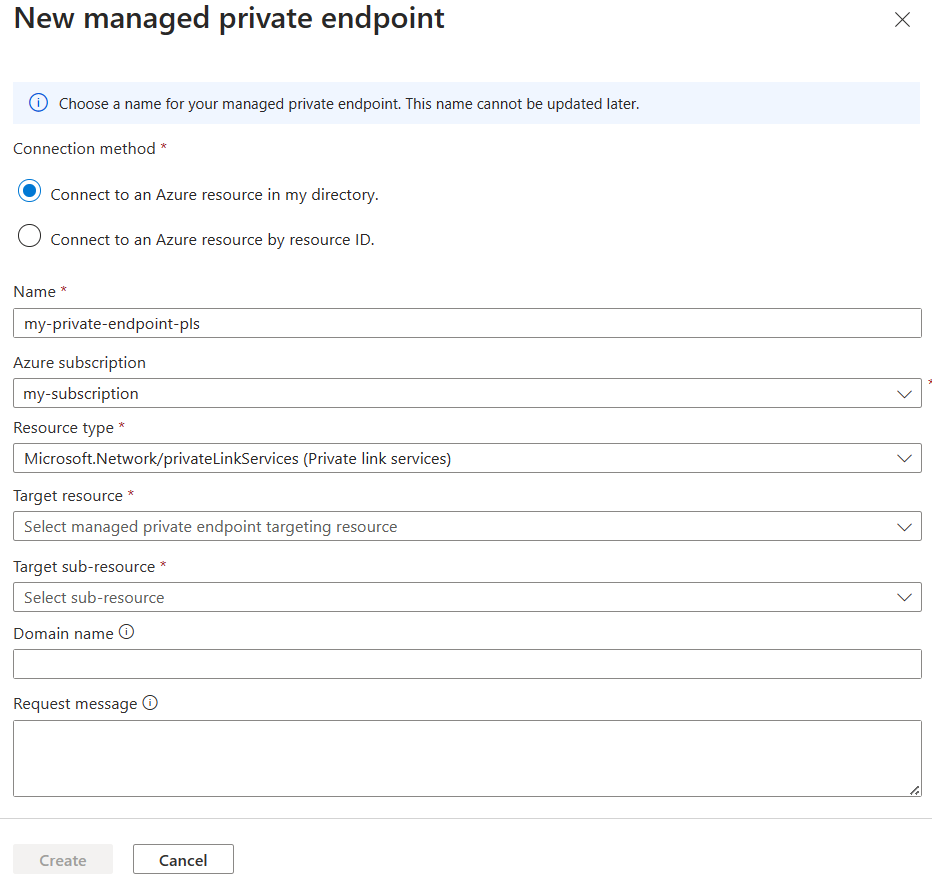 New managed private endpoint
Choose a name for your managed private endpoint. This name cannot be updated later.
Connection method *
Connect to an Azure resource in my directory.
Connect to an Azure resource by resource ID.
Name *
my-private-endpoint-pls
Azure subscription
my-subscription
*
Resource type *
Microsoft.Network/privateLinkServices (Private link services)
Target resource *
Select managed private endpoint targeting resource
Target sub-resource *
Select sub-resource
Domain name
Request message
Create
Cancel